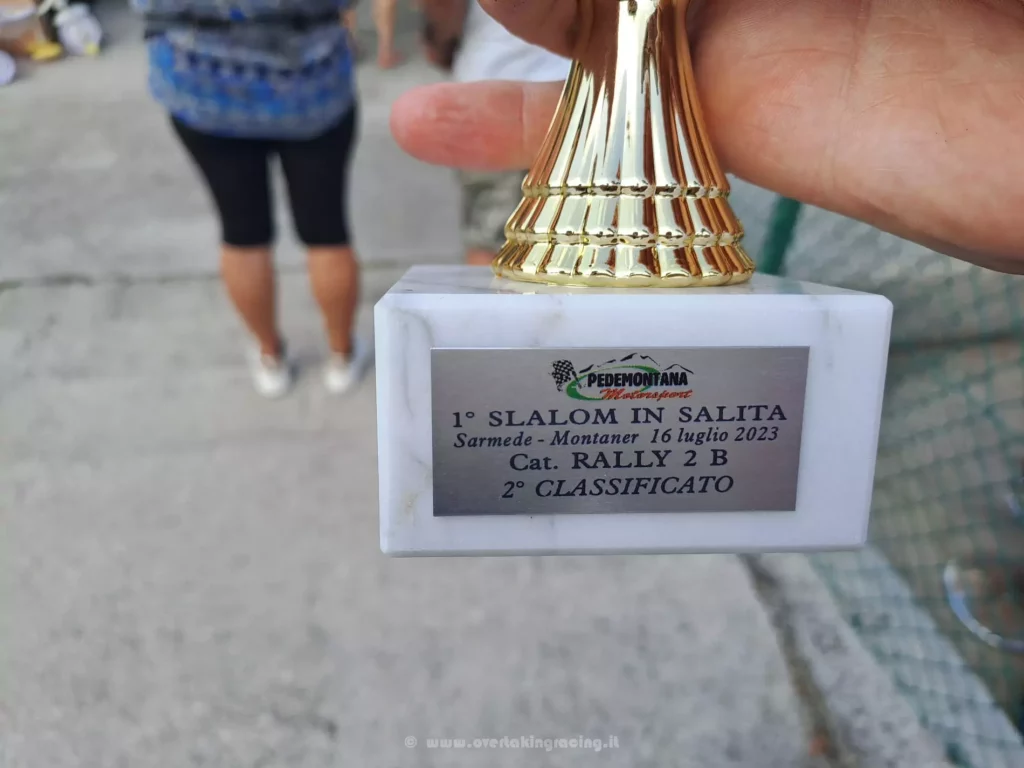 PEDEMONTANA
Motorsport
1° SLALOM IN SALITA
Sarmede - Montaner 16 luglio 2023
Cat. RALLY 2 B
2° CLASSIFICATO
© www.overtakingracing.it